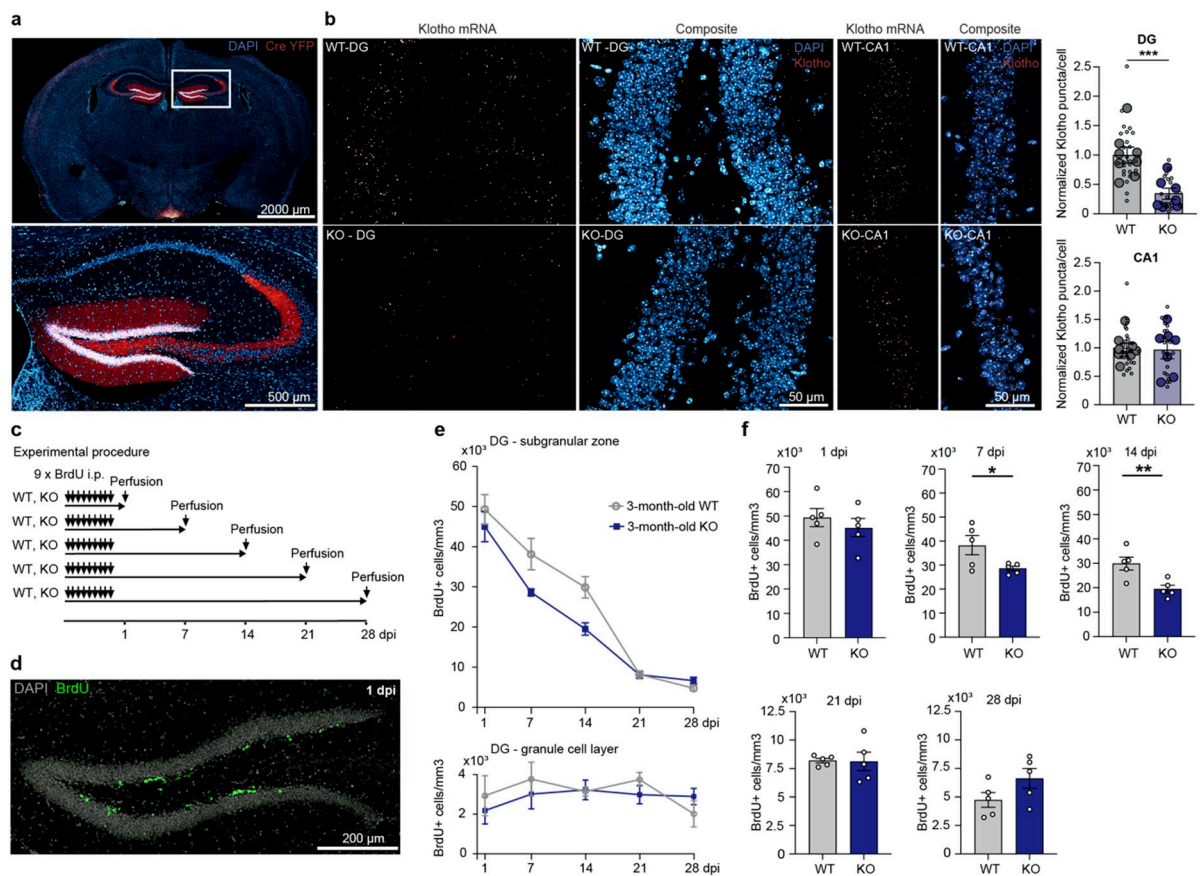 a
DAPI Cre YFP
2000 µm
500 µm
b
Klotho mRNA
Composite
Klotho mRNA
Composite
WT-DG
WT -DG
DAPI
Klotho
WT-CA1
WT-CA1
DAPI
Klotho
KO - DG
KO-DG
KO-CA1
KO-CA1
50 µm
50 µm
DG
***
Normalized Klotho puncta/cell
2.5
2.0
1.5
1.0
0.5
0
WT
KO
CA1
Normalized Klotho puncta/cell
2.5
2.0
1.5
1.0
1.0
0
WT
KO
c
Experimental procedure
9 x BrdU i.p.
WT, KO
Perfusion
WT, KO
Perfusion
WT, KO
Perfusion
WT, KO
Perfusion
WT, KO
Perfusion
1 7 14 21 28 dpi
d
DAPI BrdU
1 dpi
200 µm
e
x10³
DG - subgranular zone
BrdU+ cells/mm3
60
50
40
30
20
10
0
3-month-old WT
3-month-old KO
1 7 14 21 28 dpi
x10³
DG - granule cell layer
BrdU+ cells/mm3
4
2
0
1 7 14 21 28 dpi
f
x10³
1 dpi
BrdU+ cells/mm3
70
60
50
40
30
20
10
0
WT
KO
x10³
7 dpi
*
BrdU+ cells/mm3
70
60
50
40
30
20
10
0
WT
KO
x10³
14 dpi
**
BrdU+ cells/mm3
70
60
50
40
30
20
10
0
WT
KO
x10³
21 dpi
BrdU+ cells/mm3
12.5
10
7.5
5
2.5
0
WT
KO
x10³
28 dpi
BrdU+ cells/mm3
12.5
10
7.5
5
2.5
0
WT
KO